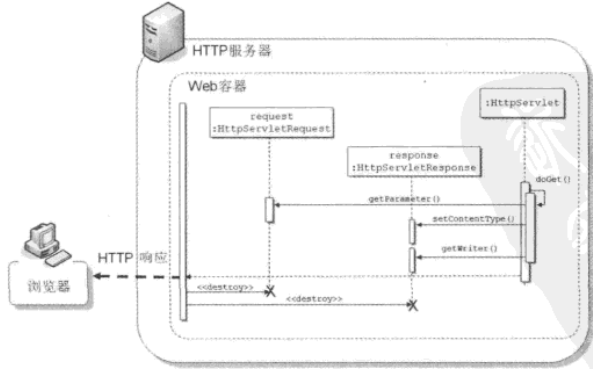 HTTP服务器
Web容器
request
:HttpServletRequest
:HttpServlet
response
:HttpServletResponse
doGet()
getParameter()
setContentType()
getWriter()
HTTP 响应
浏览器
<<destroy>>
<<destroy>>